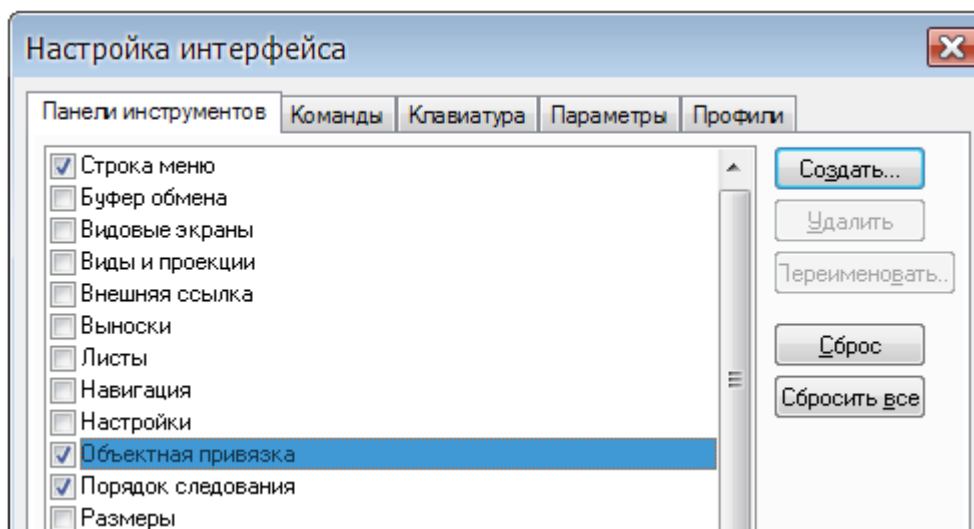 Настройка интерфейса
Панели инструментов Команды Клавиатура Параметры Профили
Строка меню
Буфер обмена
Видовые экраны
Виды и проекции
Внешняя ссылка
Выноски
Листы
Навигация
Настройки
Объектная привязка
Порядок следования
Размеры
Создать...
Удалить
Переименовать..
Сброс
Сбросить все